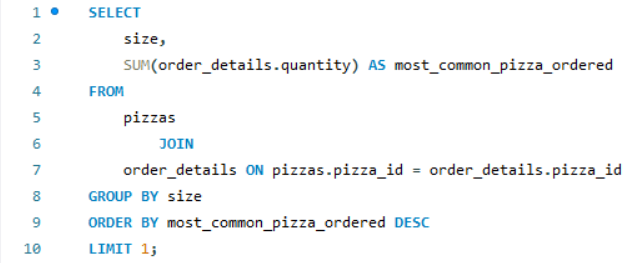 1 SELECT
2 size,
3 SUM(order_details.quantity) AS most_common_pizza_ordered
4 FROM
5 pizzas
6 JOIN
7 order_details ON pizzas.pizza_id = order_details.pizza_id
8 GROUP BY size
9 ORDER BY most_common_pizza_ordered DESC
10 LIMIT 1;